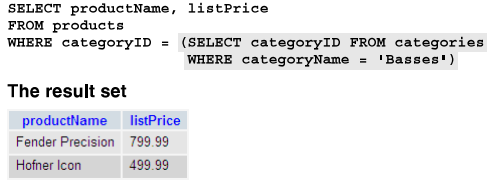 SELECT productName, listPrice
FROM products
WHERE categoryID = (SELECT categoryID FROM categories
WHERE categoryName = 'Basses')
The result set
productName listPrice
Fender Precision 799.99
Hofner Icon 499.99